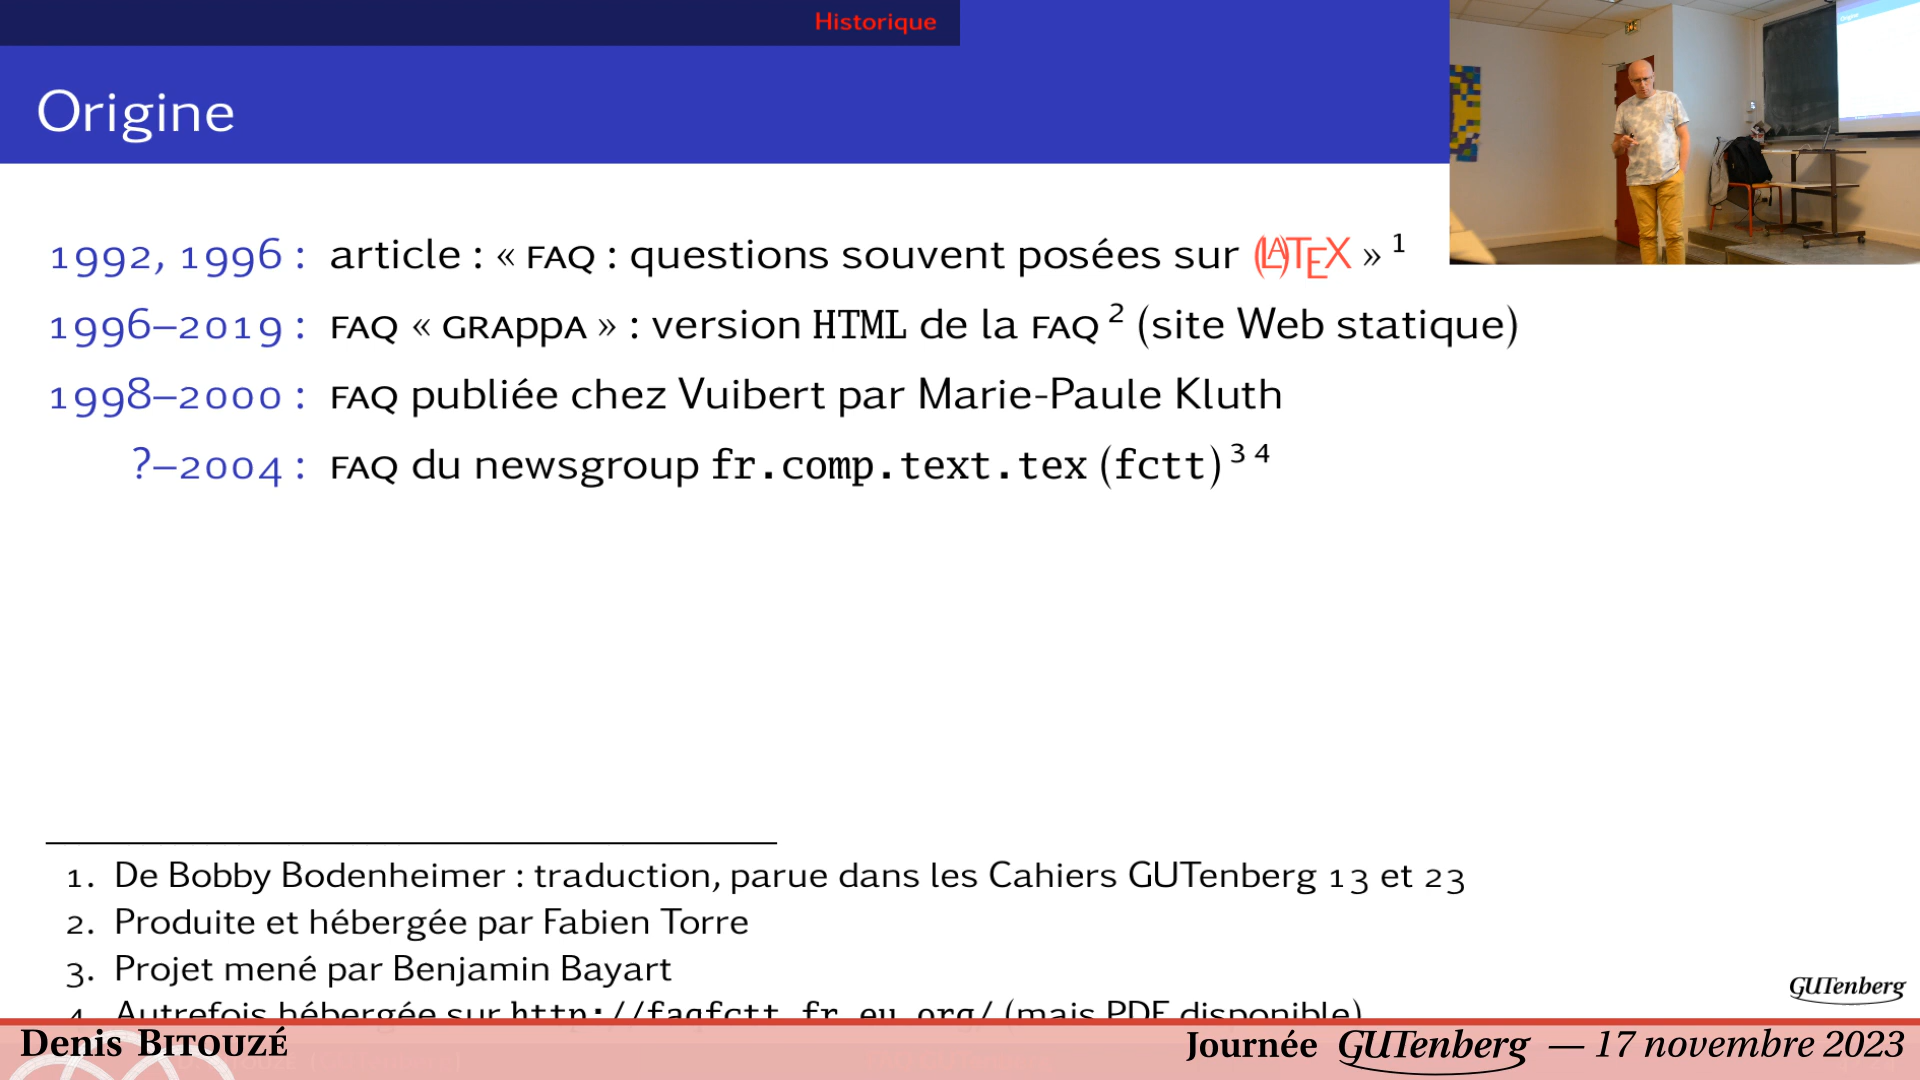 Historique
Origine
1992, 1996 : article : « FAQ : questions souvent posées sur (LA)TEX » 1
1996–2019 : FAQ « GRAppA » : version HTML de la FAQ 2 (site Web statique)
1998–2000 : FAQ publiée chez Vuibert par Marie-Paule Kluth
?–2004 : FAQ du newsgroup fr.comp.text.tex (fctt) 3 4
1. De Bobby Bodenheimer : traduction, parue dans les Cahiers GUTenberg 13 et 23
2. Produite et hébergée par Fabien Torre
3. Projet mené par Benjamin Bayart
GUTenberg
4. Autrefois hébergée sur http://faqfctt.fr.eu.org/ (mais PDF disponible)
Denis BITOUZÉ
Journée GUTenberg — 17 novembre 2023